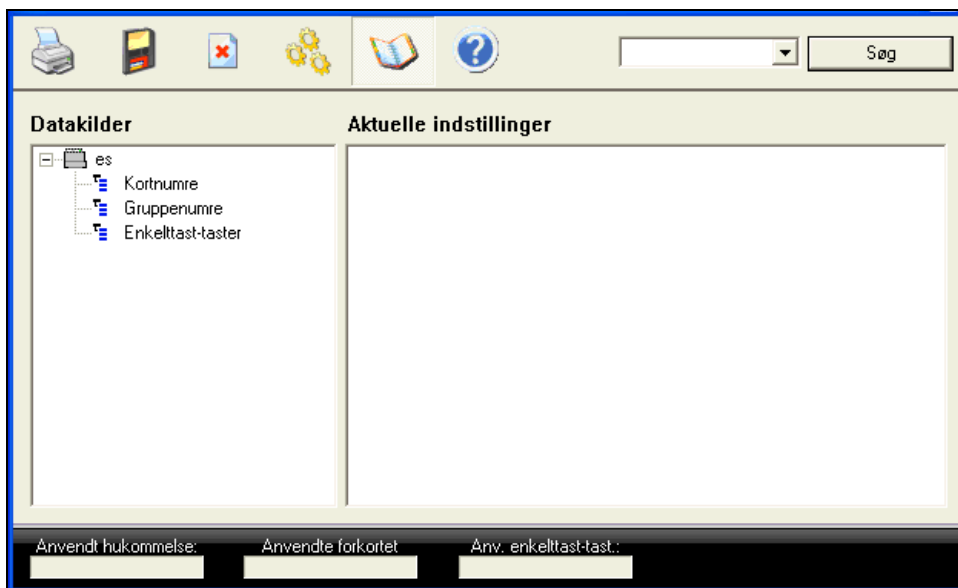 Søg
Datakilder
Aktuelle indstillinger
es
Kortnumre
Gruppenumre
Enkelttast-taster
Anvendt hukommelse:
Anvendte forkortet
Anv. enkelttast-tast.: